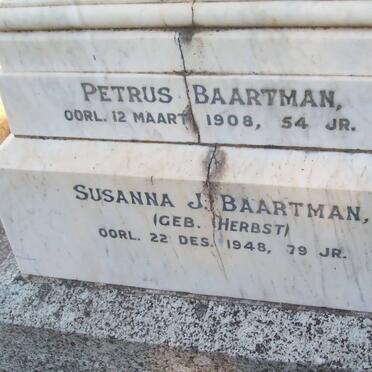 PETRUS BAARTMAN,
OORL. 12 MAART 1908, 54 JR.
SUSANNA J. BAARTMAN,
(GEB. HERBST)
OORL. 22 DES. 1948, 79 JR.